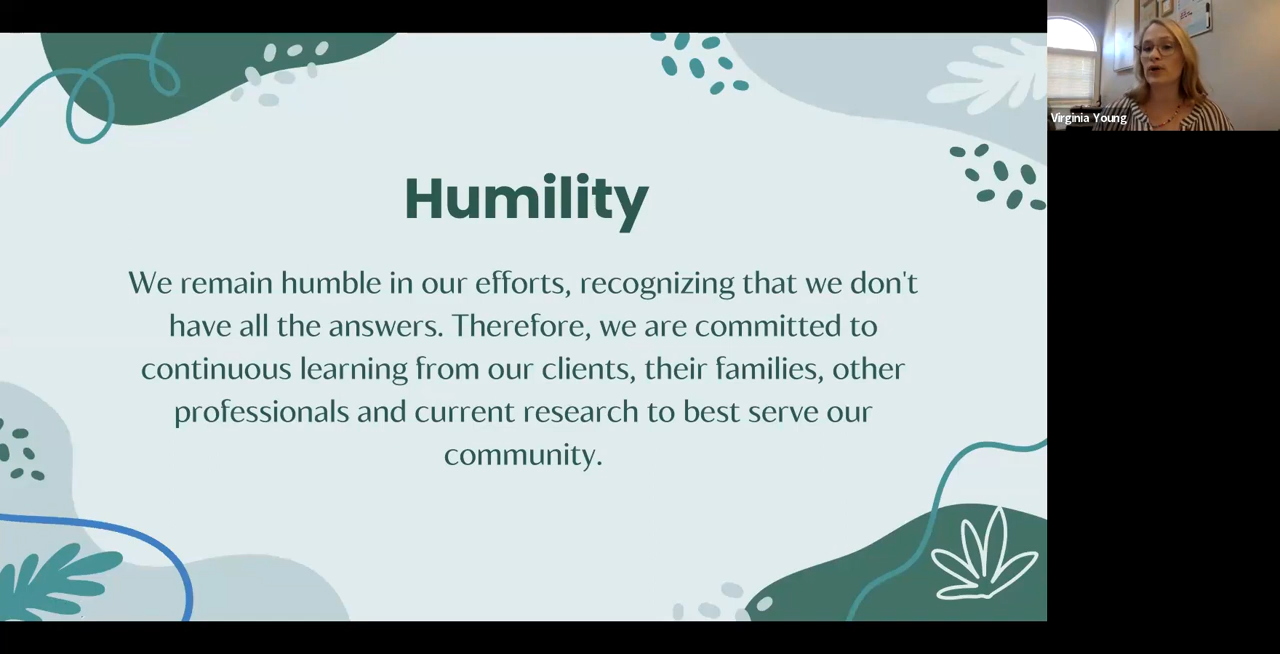 Humility
We remain humble in our efforts, recognizing that we don't
have all the answers. Therefore, we are committed to
continuous learning from our clients, their families, other
professionals and current research to best serve our
community.
Virginia Young